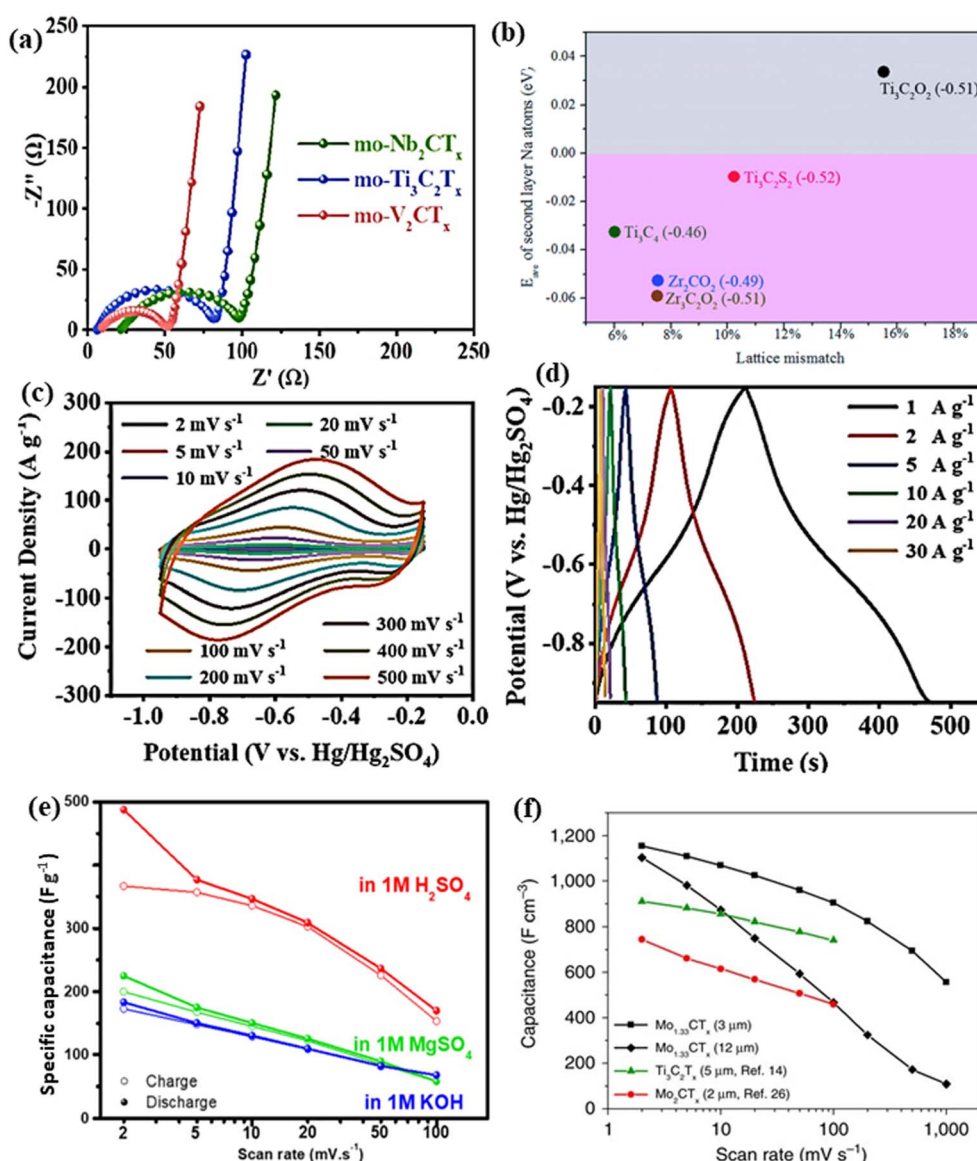 (a)
250
200
150
100
50
0
-Z" (Ω)
mo-Nb₂CTₓ
mo-Ti₃C₂Tₓ
mo-V₂CTₓ
0 50 100 150 200 250
Z' (Ω)
(b)
0.04
0.02
0.00
-0.02
-0.04
-0.06
of second layer Na atoms (eV)
Ti₃C₂O₂ (-0.51)
Ti₃C₂S₂ (-0.52)
Ti₃C₄ (-0.46)
Zr₂CO₂ (-0.49)
Zr₃C₂O₂ (-0.51)
6% 8% 10% 12% 14% 16% 18%
Lattice mismatch
(c)
300
200
100
0
-100
-200
-300
Current Density (A g⁻¹)
2 mV s⁻¹ 20 mV s⁻¹
5 mV s⁻¹ 50 mV s⁻¹
10 mV s⁻¹
300 mV s⁻¹
100 mV s⁻¹ 400 mV s⁻¹
200 mV s⁻¹ 500 mV s⁻¹
-1.0 -0.8 -0.6 -0.4 -0.2 0.0
Potential (V vs. Hg/Hg₂SO₄)
(d)
-0.2
-0.4
-0.6
-0.8
Potential (V vs. Hg/Hg₂SO₄)
1 A g⁻¹
2 A g⁻¹
5 A g⁻¹
10 A g⁻¹
20 A g⁻¹
30 A g⁻¹
0 100 200 300 400 500
Time (s)
(e)
500
300
200
100
0
Specific capacitance (F g⁻¹)
in 1M H₂SO₄
in 1M MgSO₄
in 1M KOH
Charge
Discharge
2 5 10 20 50 100
Scan rate (mV.s⁻¹)
(f)
1,200
1,000
800
600
400
200
0
Capacitance (F cm⁻³)
Mo₁.₃₃CTₓ (3 μm)
Mo₁.₃₃CTₓ (12 μm)
Ti₃C₂Tₓ (5 μm, Ref. 14)
Mo₂CTₓ (2 μm, Ref. 26)
1 10 100 1,000
Scan rate (mV s⁻¹)